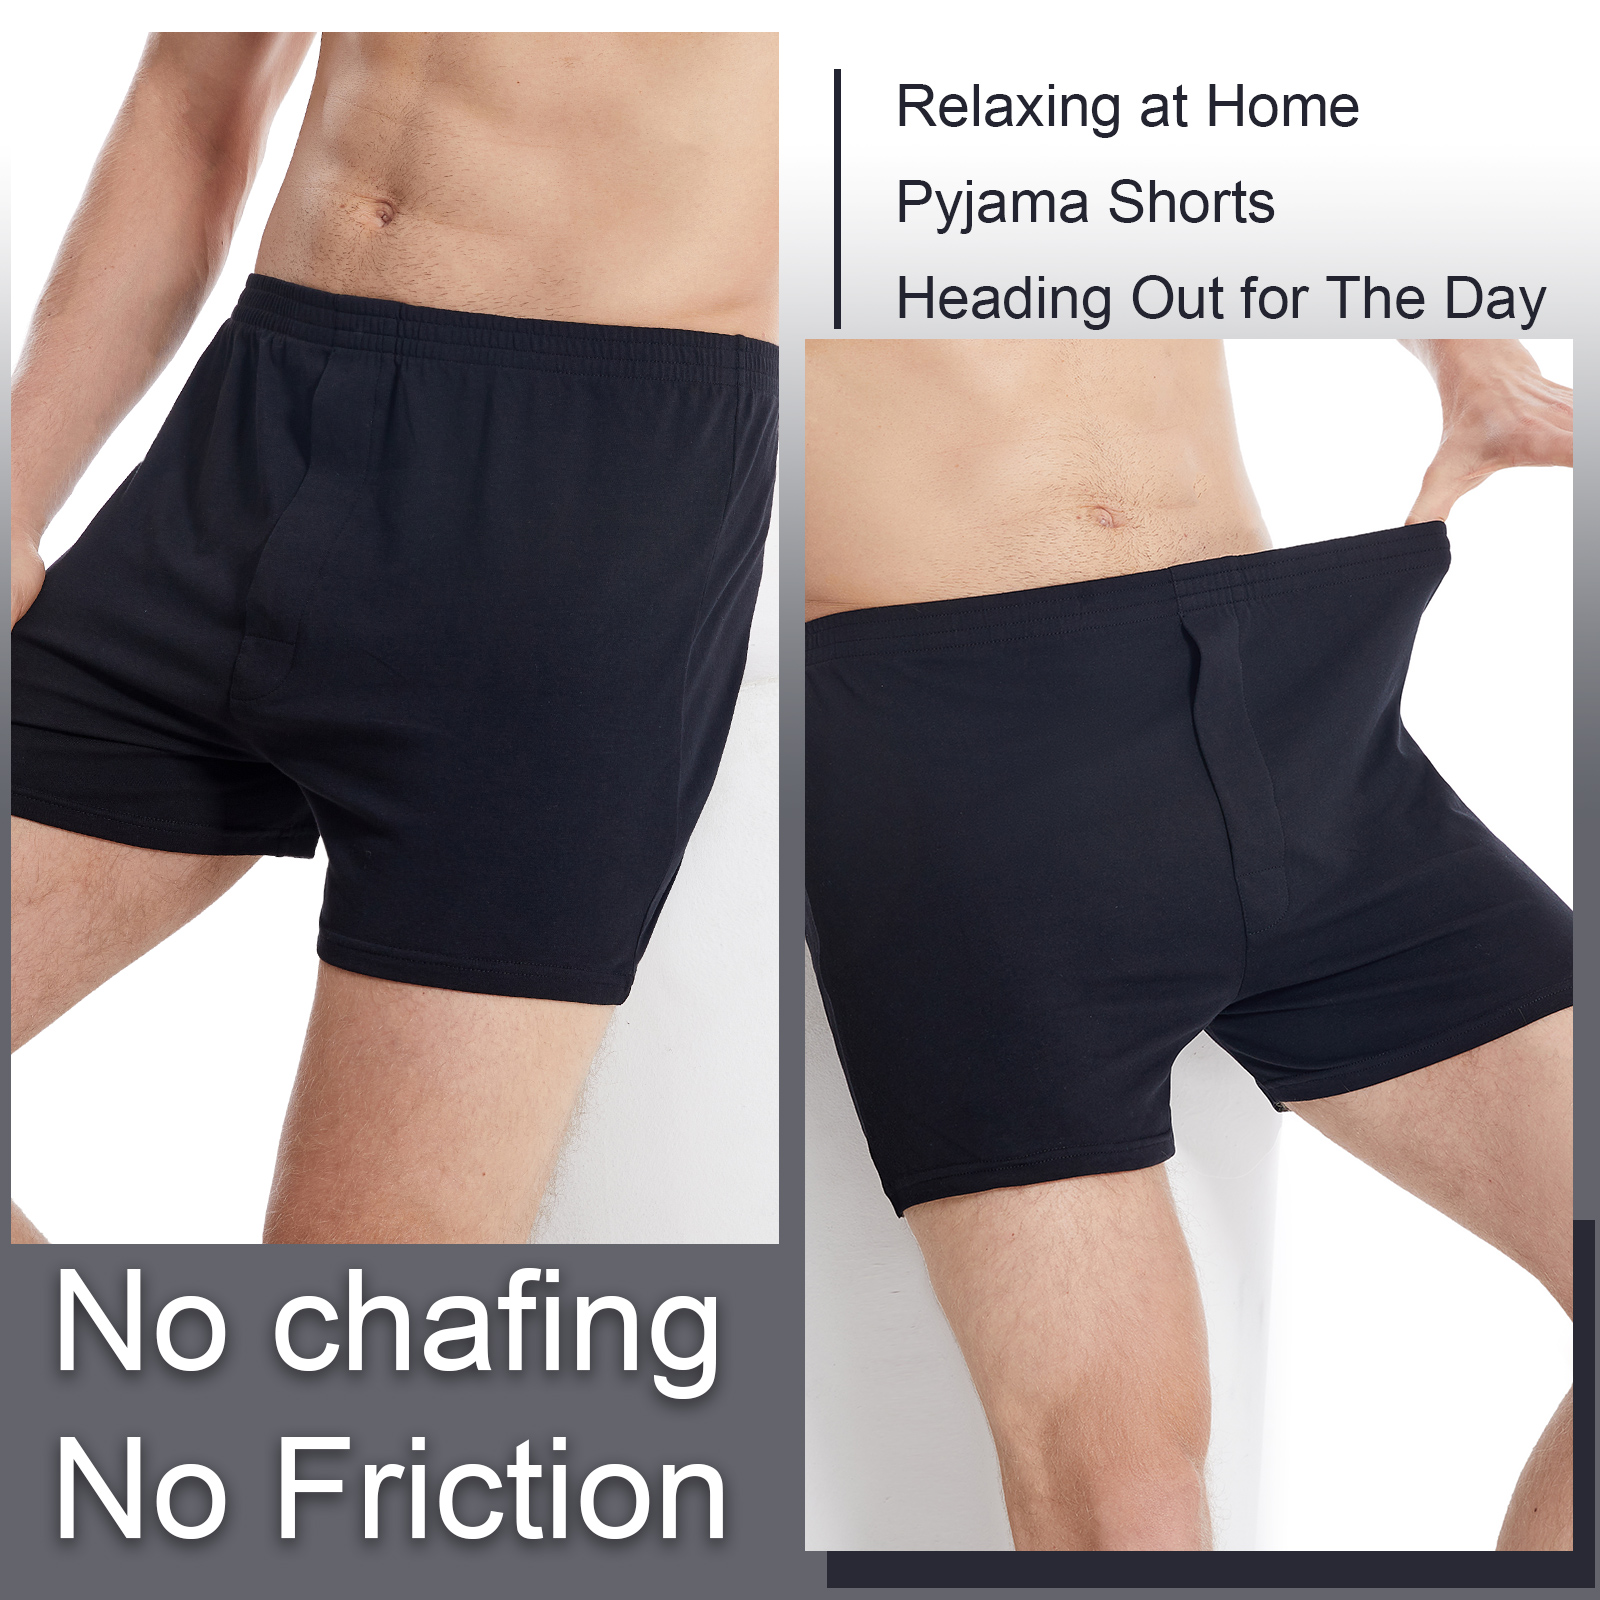 Relaxing at Home
Pyjama Shorts
Heading Out for The Day
No chafing
No Friction